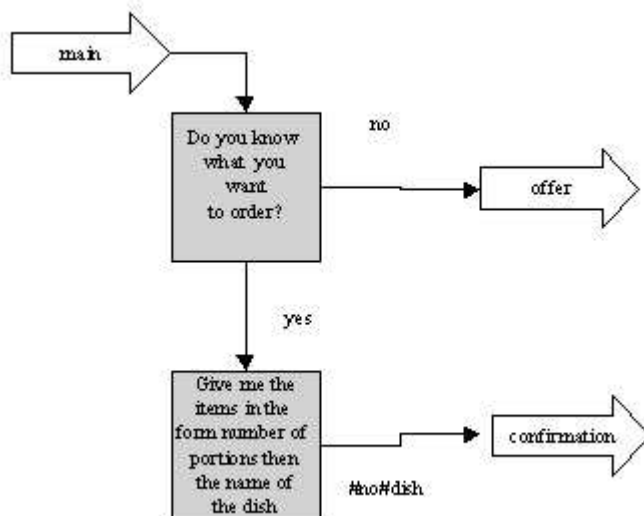 main
Do you know
what you
want
to order?
no
offer
yes
Give me the
items in the
form number of
portions then
the name of
the dish
confirmation
#no#dish